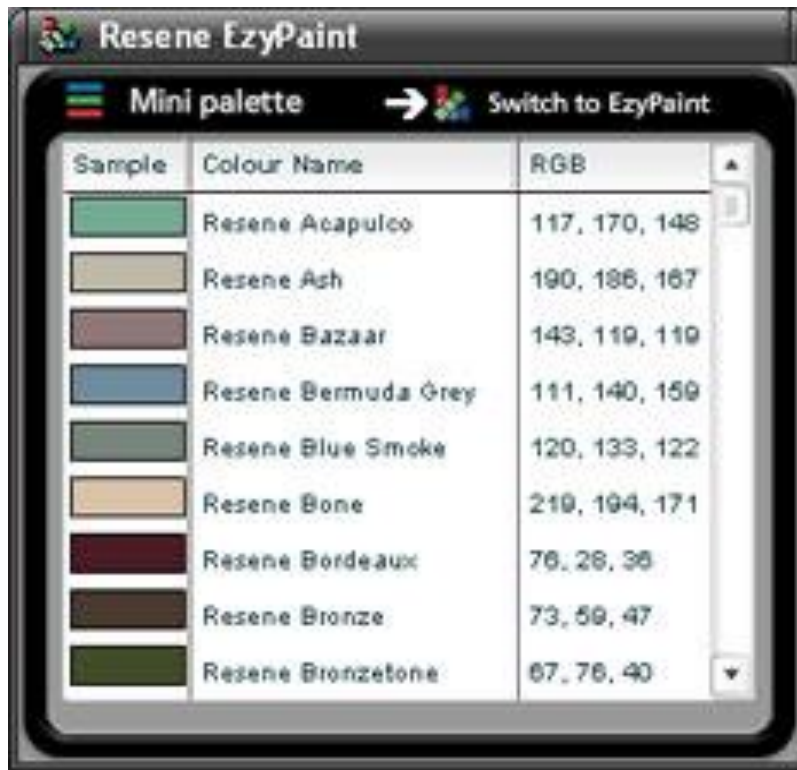 Resene EzyPaint
Mini palette Switch to EzyPaint
Sample Colour Name RGB
Resene Acapulco 117, 170, 148
Resene Ash 190, 186, 167
Resene Bazaar 143, 119, 119
Resene Bermuda Grey 111, 140, 159
Resene Blue Smoke 120, 133, 122
Resene Bone 219, 194, 171
Resene Bordeaux 76, 28, 36
Resene Bronze 73, 59, 47
Resene Bronzetone 67, 76, 40